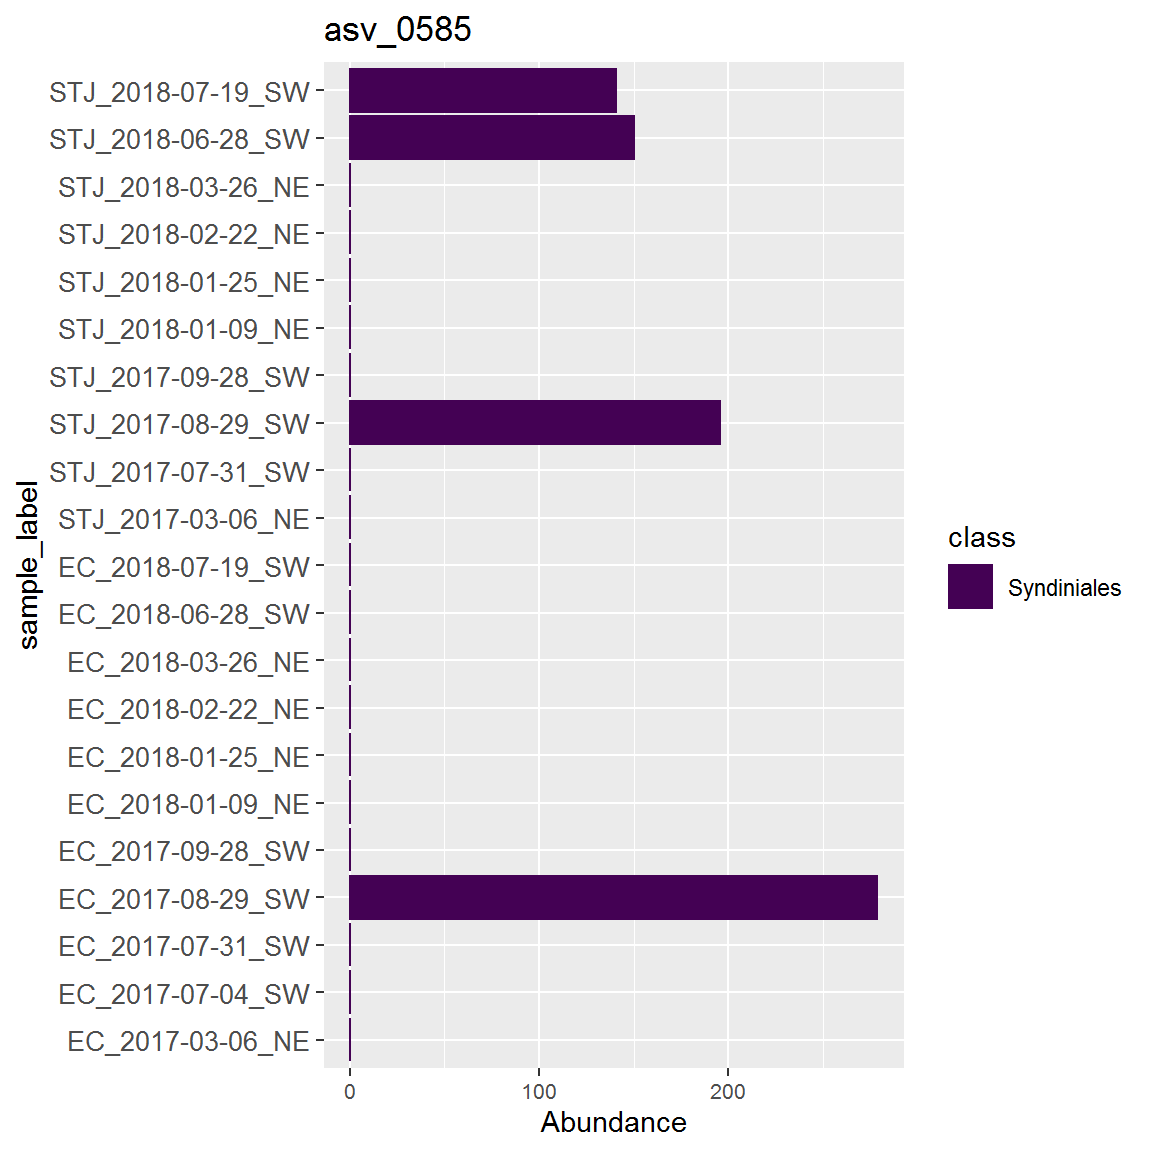 asv_0585
STJ_2018-07-19_SW
STJ_2018-06-28_SW
STJ_2018-03-26_NE
STJ_2018-02-22_NE
STJ_2018-01-25_NE
STJ_2018-01-09_NE
STJ_2017-09-28_SW
STJ_2017-08-29_SW
STJ_2017-07-31_SW
STJ_2017-03-06_NE
EC_2018-07-19_SW
EC_2018-06-28_SW
EC_2018-03-26_NE
EC_2018-02-22_NE
EC_2018-01-25_NE
EC_2018-01-09_NE
EC_2017-09-28_SW
EC_2017-08-29_SW
EC_2017-07-31_SW
EC_2017-07-04_SW
EC_2017-03-06_NE
sample_label
0 100 200
Abundance
class
Syndiniales